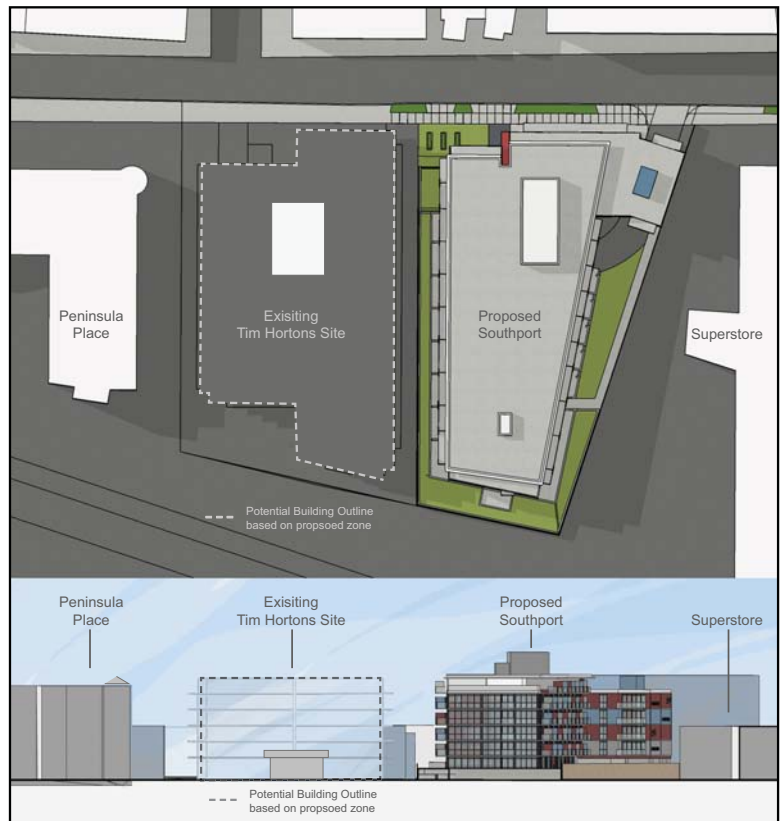 Peninsula
Place
Exisiting
Tim Hortons Site
Proposed
Southport
Superstore
Potential Building Outline
based on propsoed zone
Peninsula
Place
Exisiting
Tim Hortons Site
Proposed
Southport
Superstore
Potential Building Outline
based on propsoed zone